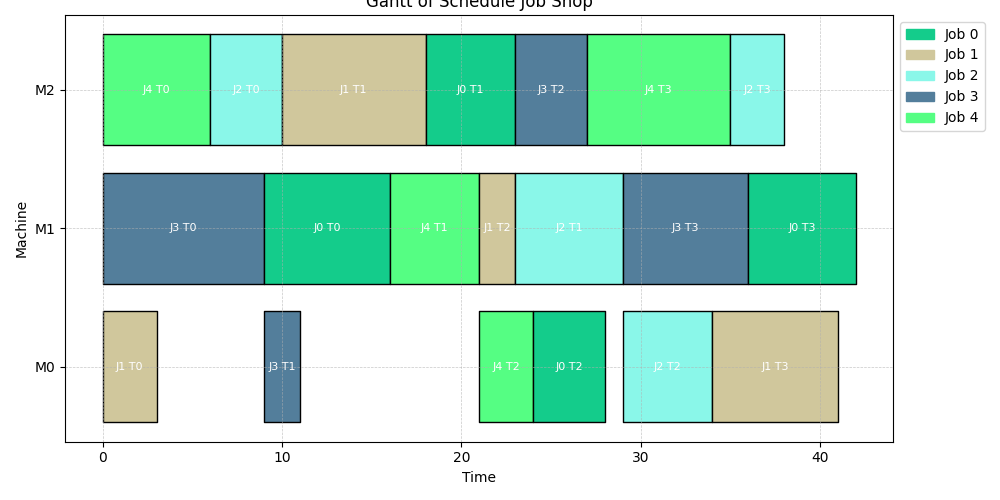 Gantt of Schedule Job Shop
Job 0
Job 1
Job 2
Job 3
Job 4
M2
J4 T0
J2 T0
J1 T1
J0 T1
J3 T2
J4 T3
J2 T3
Machine
M1
J3 T0
J0 T0
J4 T1
J1 T2
J2 T1
J3 T3
J0 T3
M0
J1 T0
J3 T1
J4 T2
J0 T2
J2 T2
J1 T3
0
10
20
30
40
Time